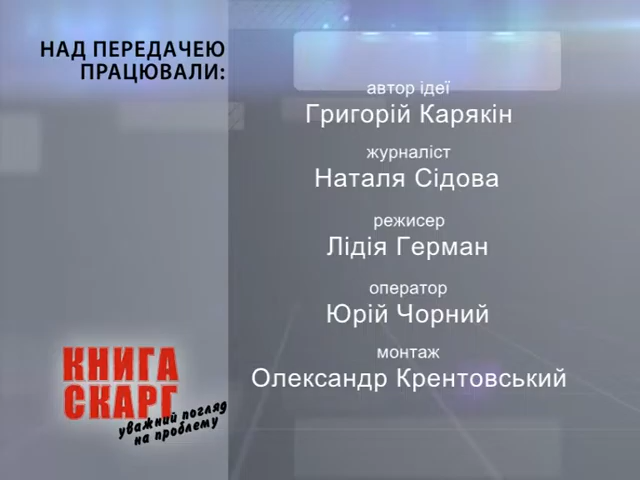 НАД ПЕРЕДАЧЕЮ
ПРАЦЮВАЛИ:
автор ідеї
Григорій Карякін
журналіст
Наталя Сідова
режисер
Лідія Герман
оператор
Юрій Чорний
монтаж
Олександр Крентовський
КНИГА
СКАРГ
уважний погляд
на проблему